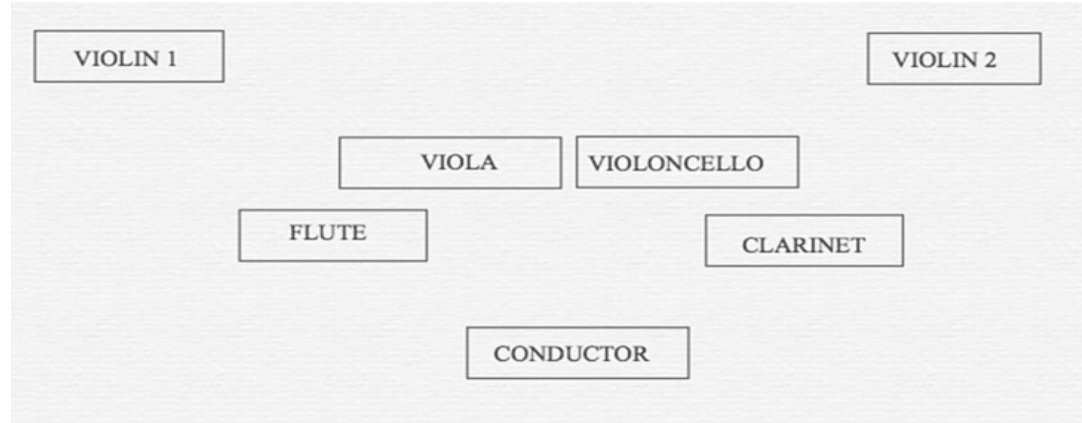 VIOLIN 1
VIOLIN 2
VIOLA
VIOLONCELLO
FLUTE
CLARINET
CONDUCTOR